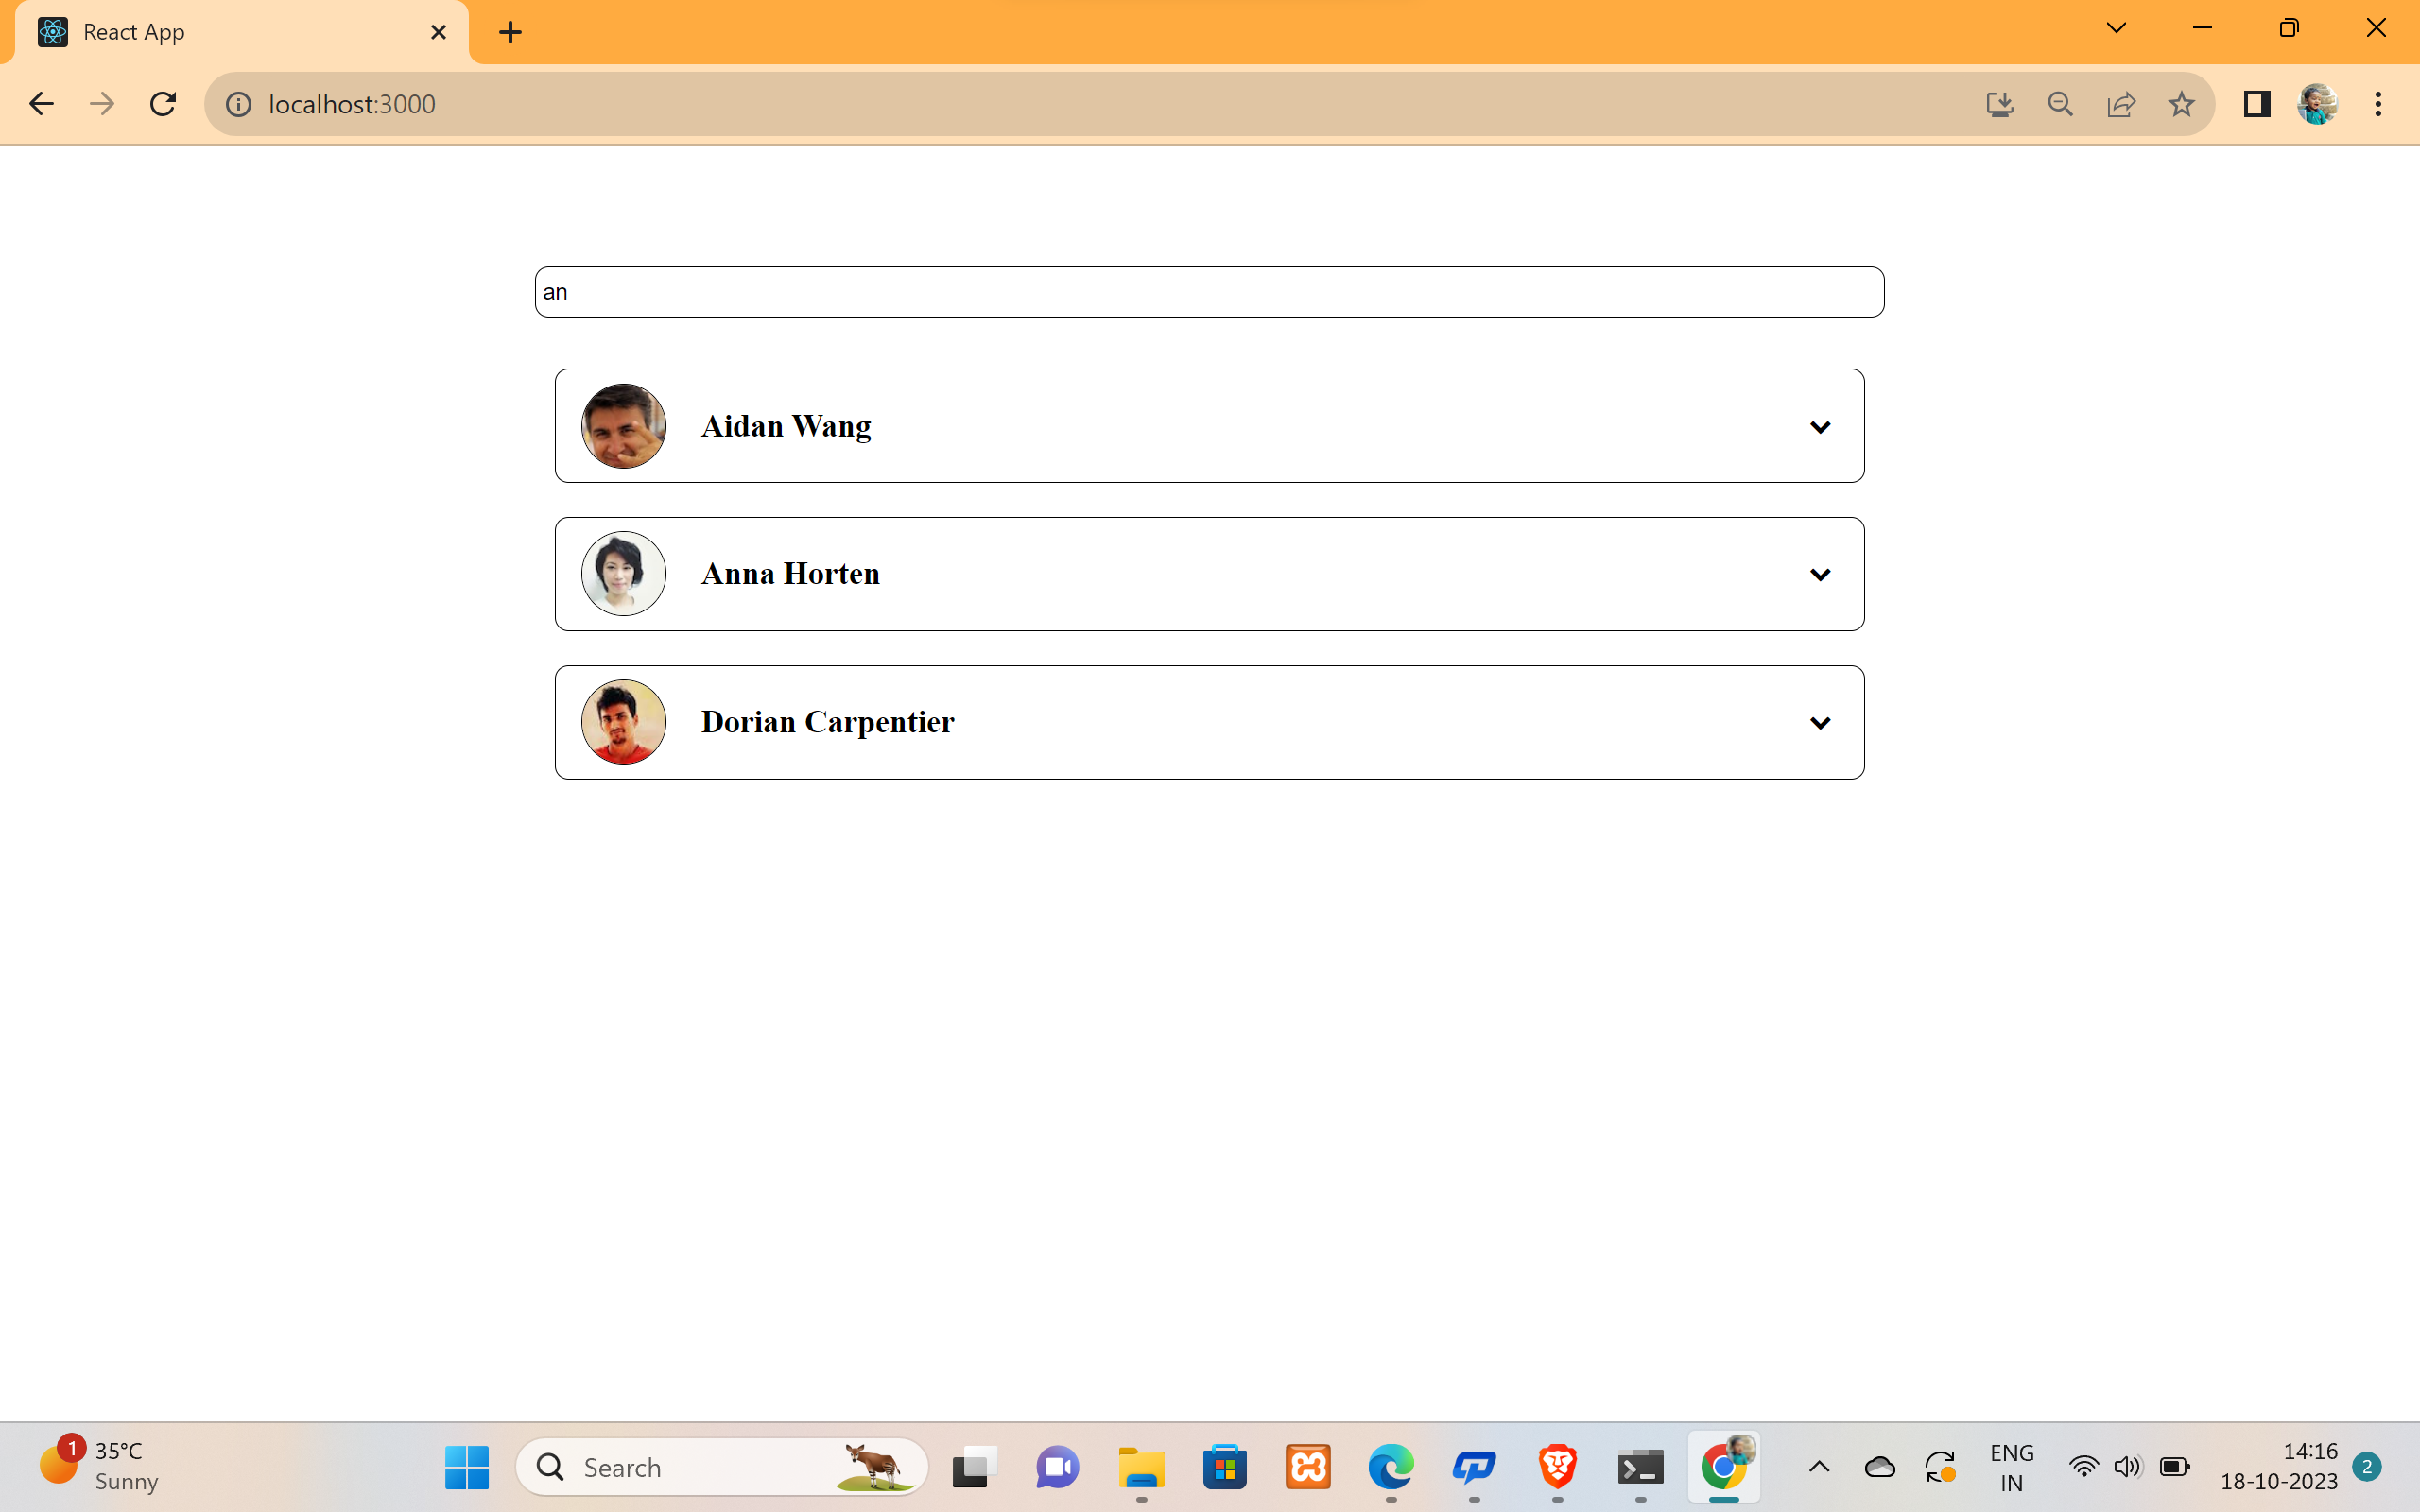 React App
localhost:3000
an
Aidan Wang
Anna Horten
Dorian Carpentier
1
35°C
Sunny
Search
ENG
IN
14:16
18-10-2023
2